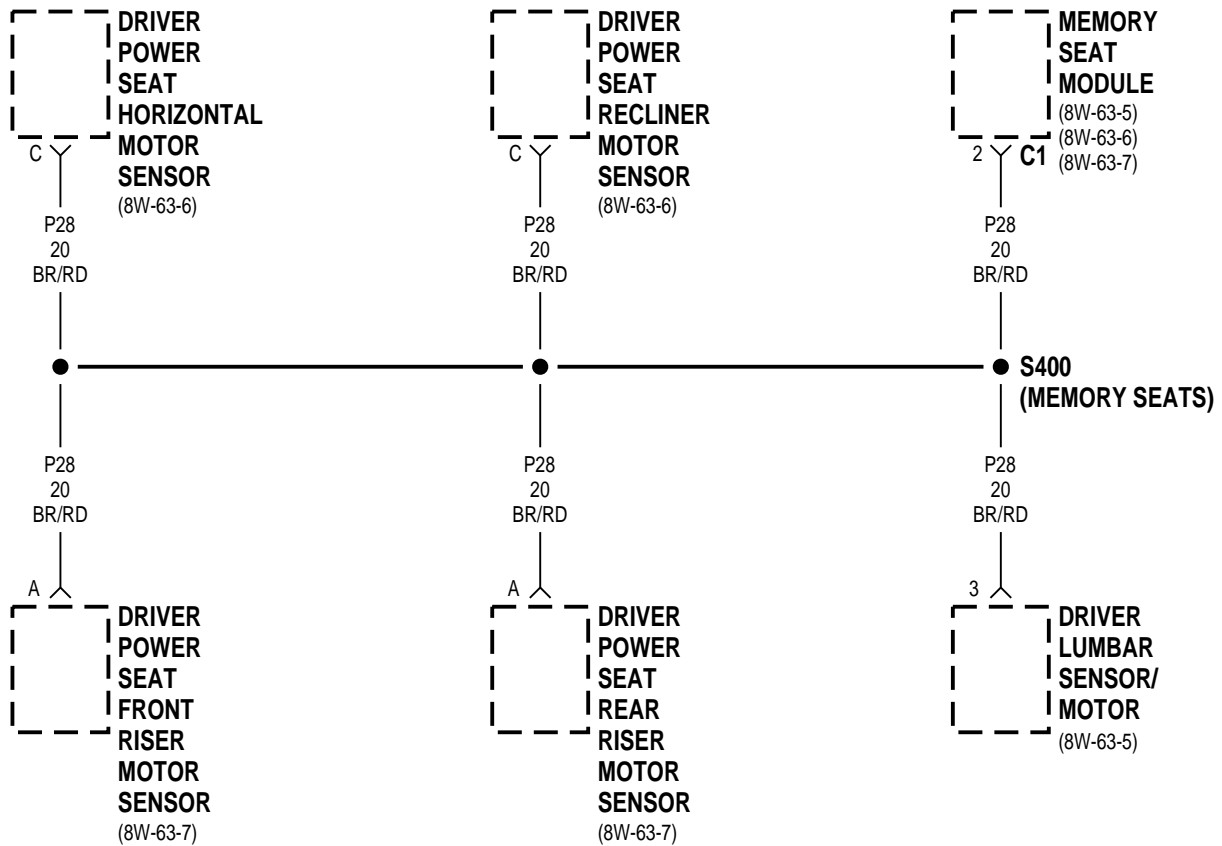 DRIVER
POWER
SEAT
HORIZONTAL
MOTOR
SENSOR
(8W-63-6)
C
P28
20
BR/RD
DRIVER
POWER
SEAT
RECLINER
MOTOR
SENSOR
(8W-63-6)
C
P28
20
BR/RD
MEMORY
SEAT
MODULE
(8W-63-5)
(8W-63-6)
(8W-63-7)
2 C1
P28
20
BR/RD
S400
(MEMORY SEATS)
P28
20
BR/RD
A
DRIVER
POWER
SEAT
FRONT
RISER
MOTOR
SENSOR
(8W-63-7)
P28
20
BR/RD
A
DRIVER
POWER
SEAT
REAR
RISER
MOTOR
SENSOR
(8W-63-7)
P28
20
BR/RD
3
DRIVER
LUMBAR
SENSOR/
MOTOR
(8W-63-5)